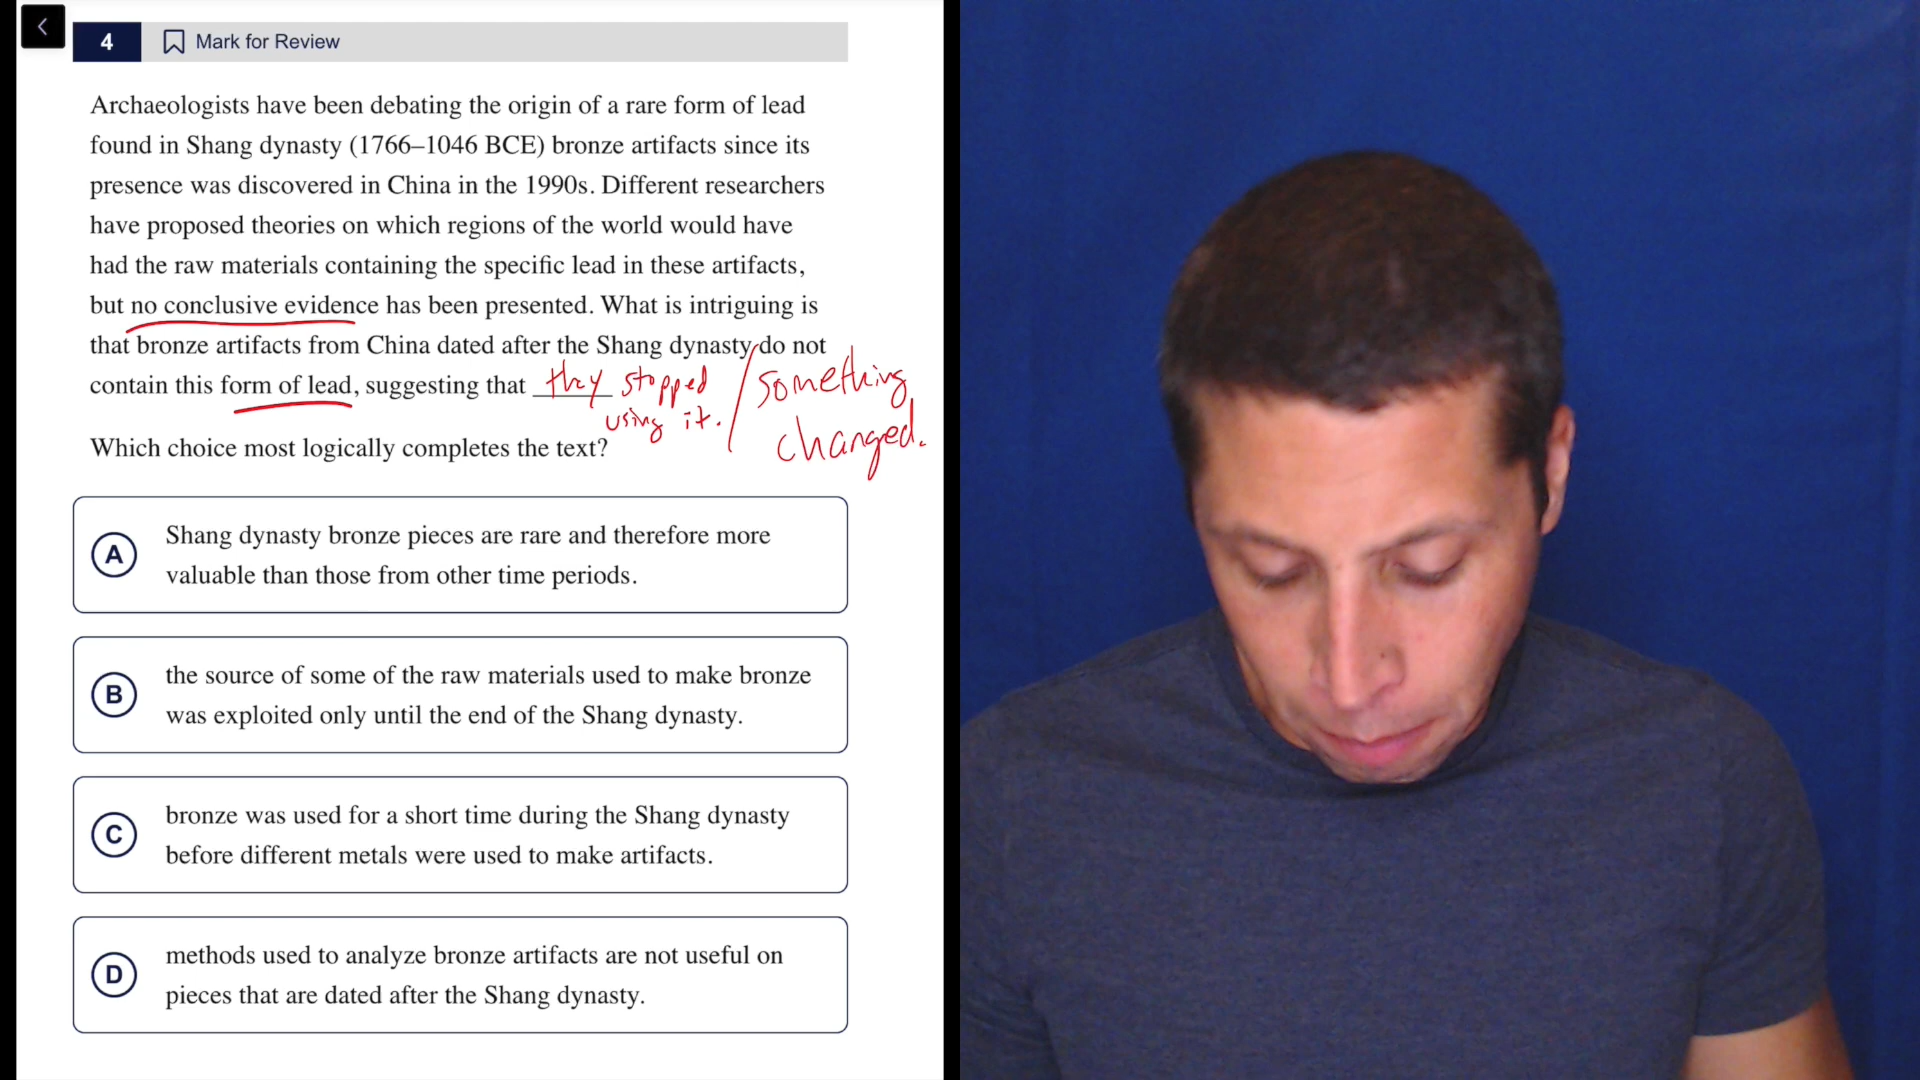 4 Mark for Review
Archaeologists have been debating the origin of a rare form of lead
found in Shang dynasty (1766–1046 BCE) bronze artifacts since its
presence was discovered in China in the 1990s. Different researchers
have proposed theories on which regions of the world would have
had the raw materials containing the specific lead in these artifacts,
but no conclusive evidence has been presented. What is intriguing is
that bronze artifacts from China dated after the Shang dynasty do not
contain this form of lead, suggesting that ______ they stopped / something
using it. changed.
Which choice most logically completes the text?
A Shang dynasty bronze pieces are rare and therefore more
valuable than those from other time periods.
B the source of some of the raw materials used to make bronze
was exploited only until the end of the Shang dynasty.
C bronze was used for a short time during the Shang dynasty
before different metals were used to make artifacts.
D methods used to analyze bronze artifacts are not useful on
pieces that are dated after the Shang dynasty.